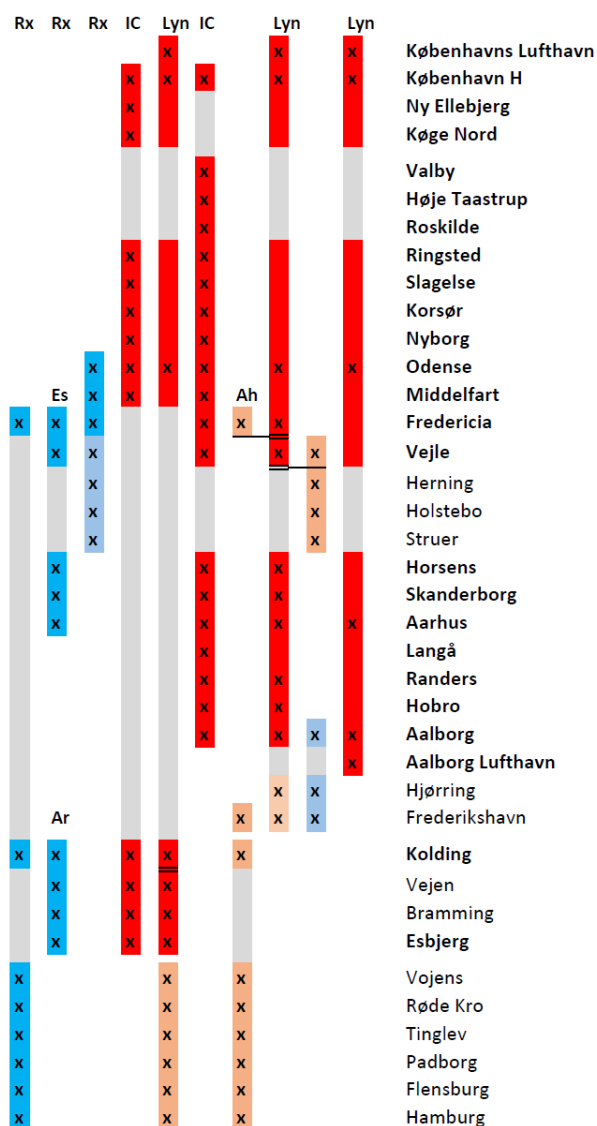 Rx Rx Rx IC Lyn IC Lyn Lyn
x x x Københavns Lufthavn
x x x x x København H
x Ny Ellebjerg
x Køge Nord
x Valby
x Høje Taastrup
x Roskilde
x x Ringsted
x x Slagelse
x x Korsør
x x Nyborg
x x x x x x Odense
Es x x x Ah Middelfart
x x x x x x Fredericia
x x x x x Vejle
x x Herning
x x Holstebo
x x Struer
x x x Horsens
x x x Skanderborg
x x x x Aarhus
x Langå
x x Randers
x x Hobro
x x x x Aalborg
x Aalborg Lufthavn
x x Hjørring
Ar x x x Frederikshavn
x x x x x Kolding
x x x Vejen
x x x Bramming
x x x Esbjerg
x x x Vojens
x x x Røde Kro
x x x Tinglev
x x x Padborg
x x x Flensburg
x x x Hamburg